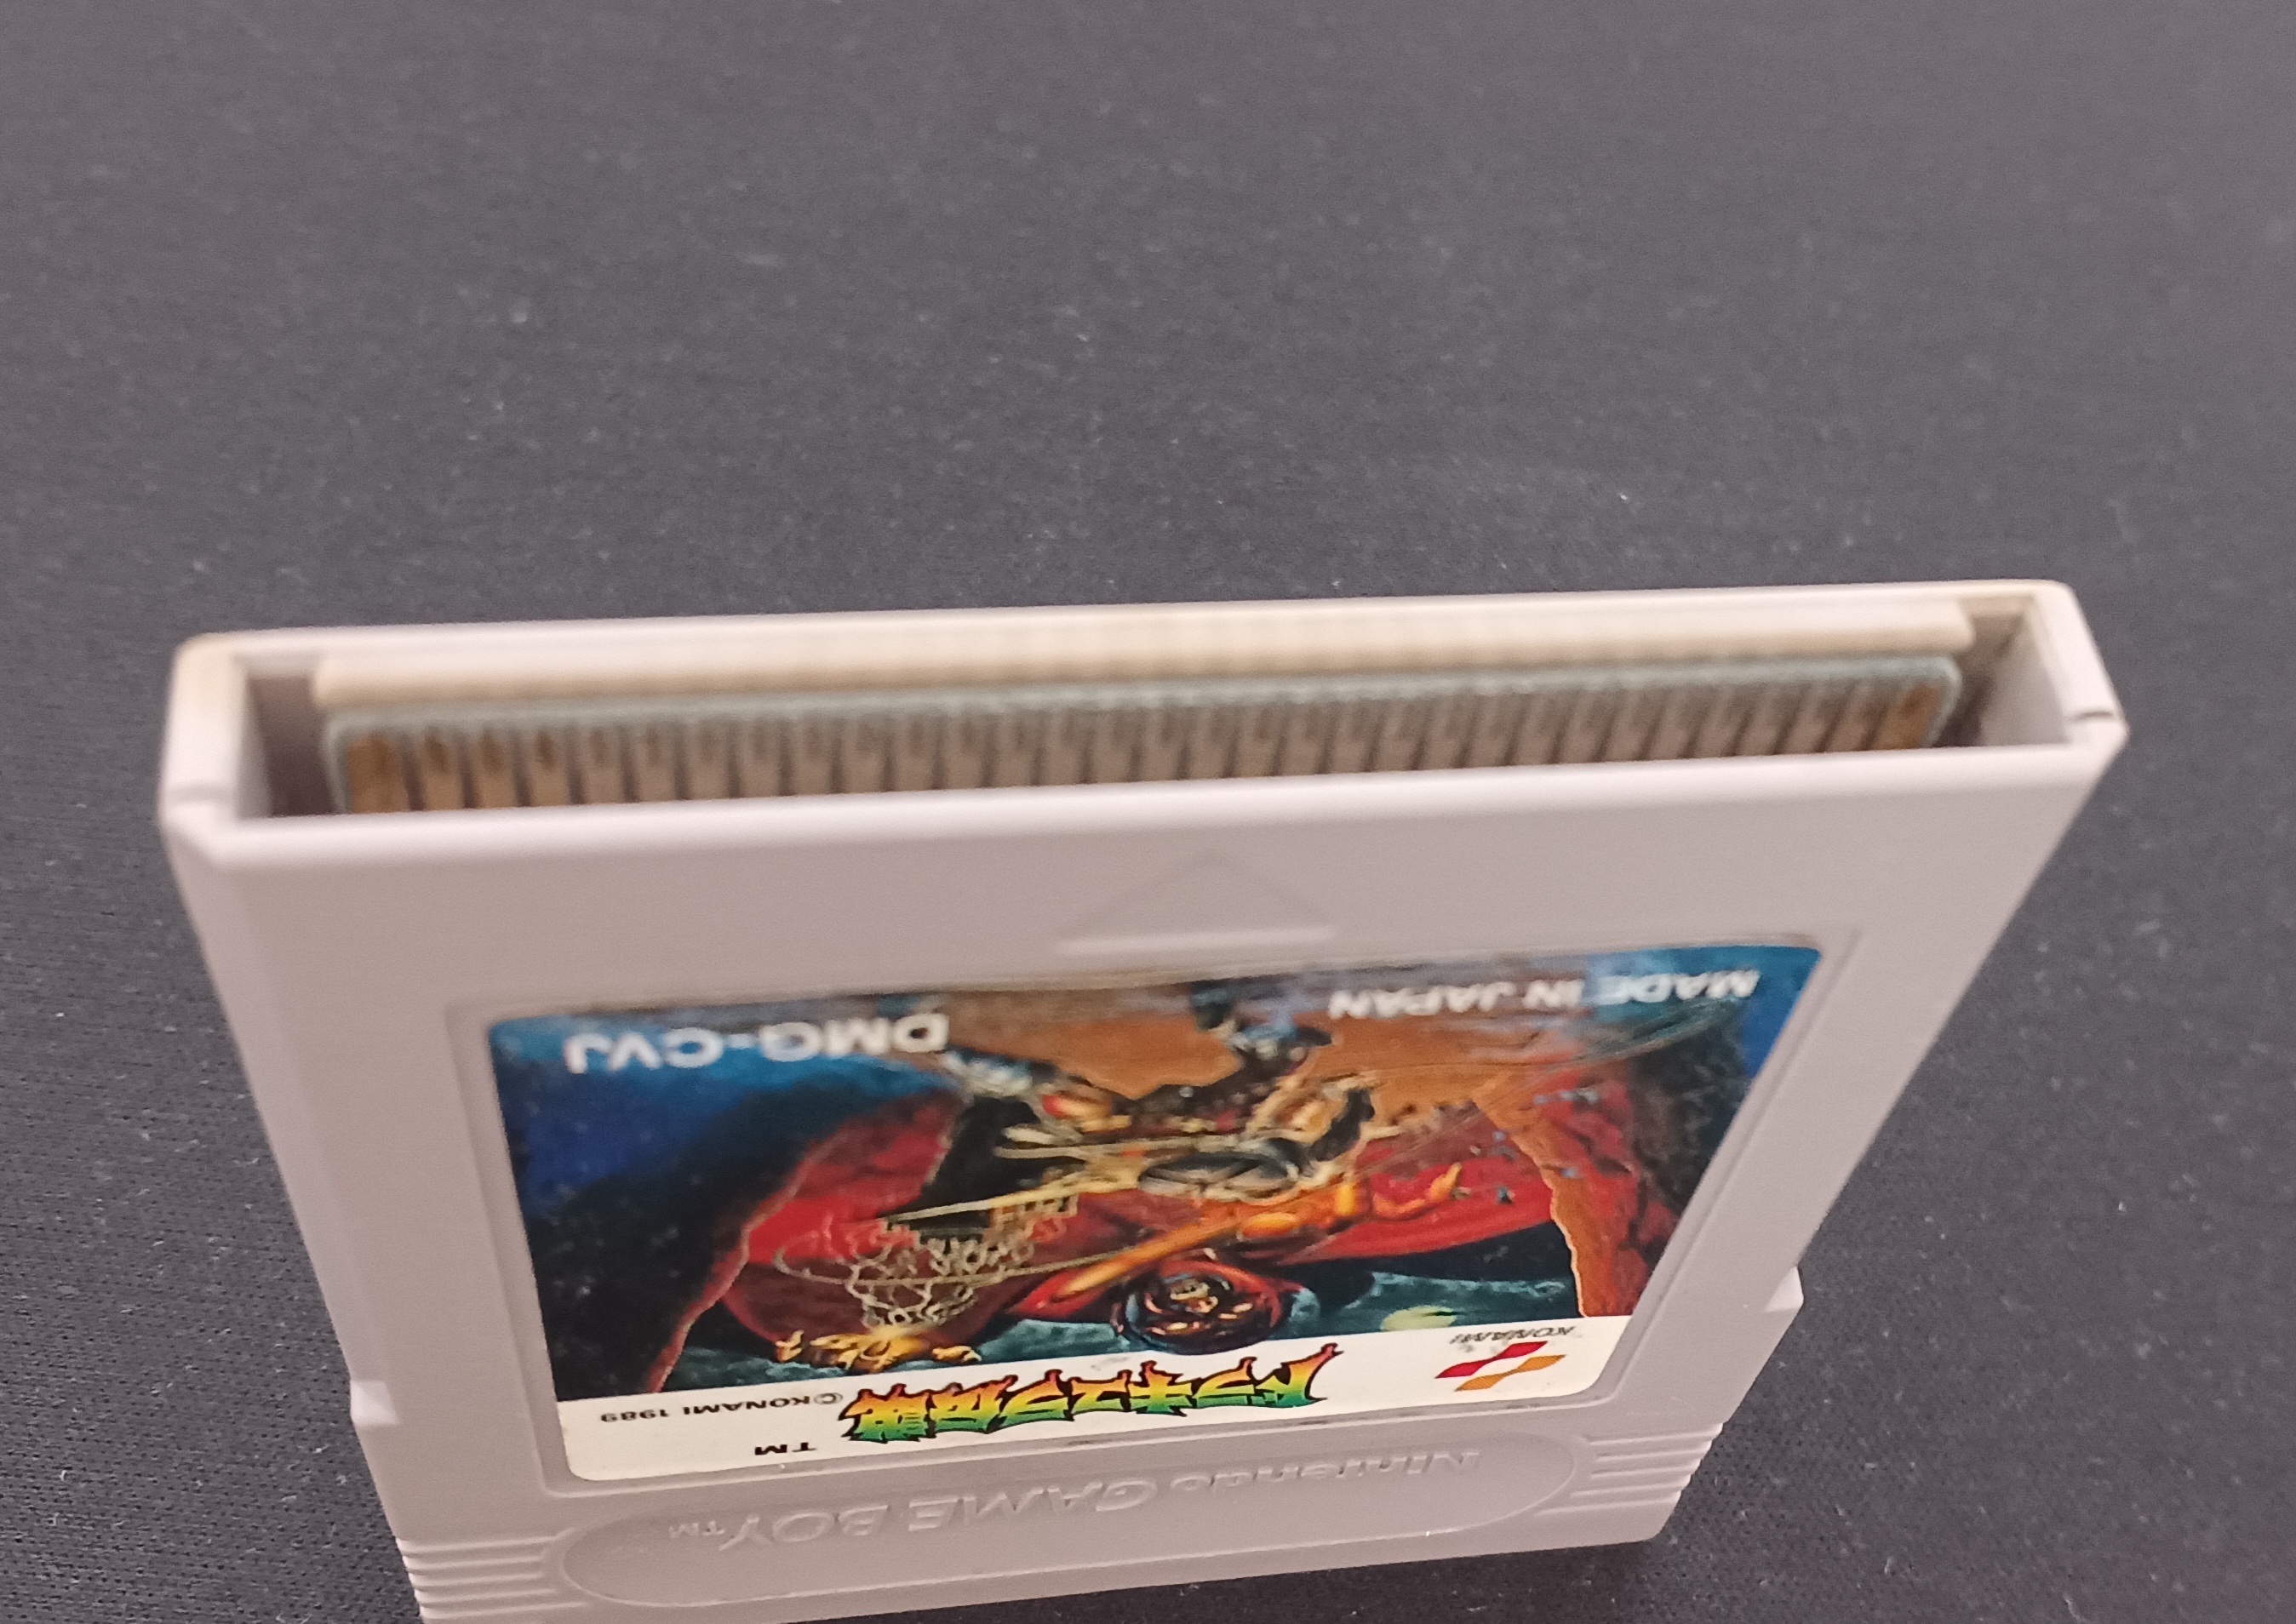 Nintendo GAME BOY™
TM
ドラキュラ伝説
©KONAMI 1989
KONAMI
DMG-CVJ
MADE IN JAPAN